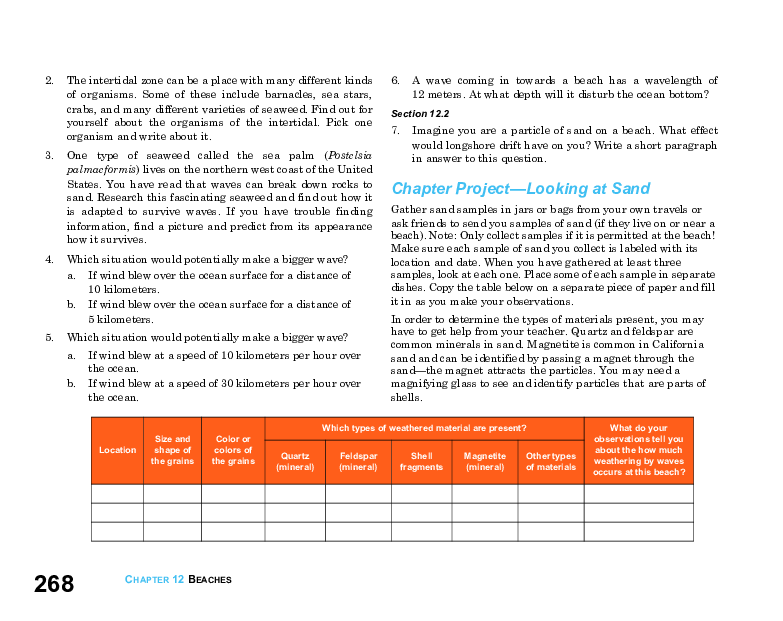 2. The intertidal zone can be a place with many different kinds
of organisms. Some of these include barnacles, sea stars,
crabs, and many different varieties of seaweed. Find out for
yourself about the organisms of the intertidal. Pick one
organism and write about it.
3. One type of seaweed called the sea palm (Postelsia
palmaeformis) lives on the northern west coast of the United
States. You have read that waves can break down rocks to
sand. Research this fascinating seaweed and find out how it
is adapted to survive waves. If you have trouble finding
information, find a picture and predict from its appearance
how it survives.
4. Which situation would potentially make a bigger wave?
a. If wind blew over the ocean surface for a distance of
10 kilometers.
b. If wind blew over the ocean surface for a distance of
5 kilometers.
5. Which situation would potentially make a bigger wave?
a. If wind blew at a speed of 10 kilometers per hour over
the ocean.
b. If wind blew at a speed of 30 kilometers per hour over
the ocean.
6. A wave coming in towards a beach has a wavelength of
12 meters. At what depth will it disturb the ocean bottom?
Section 12.2
7. Imagine you are a particle of sand on a beach. What effect
would longshore drift have on you? Write a short paragraph
in answer to this question.
Chapter Project—Looking at Sand
Gather sand samples in jars or bags from your own travels or
ask friends to send you samples of sand (if they live on or near a
beach). Note: Only collect samples if it is permitted at the beach!
Make sure each sample of sand you collect is labeled with its
location and date. When you have gathered at least three
samples, look at each one. Place some of each sample in separate
dishes. Copy the table below on a separate piece of paper and fill
it in as you make your observations.
In order to determine the types of materials present, you may
have to get help from your teacher. Quartz and feldspar are
common minerals in sand. Magnetite is common in California
sand and can be identified by passing a magnet through the
sand—the magnet attracts the particles. You may need a
magnifying glass to see and identify particles that are parts of
shells.
Location
Size and
shape of
the grains
Color or
colors of
the grains
Which types of weathered material are present?
Quartz
(mineral)
Feldspar
(mineral)
Shell
fragments
Magnetite
(mineral)
Other types
of materials
What do your
observations tell you
about the how much
weathering by waves
occurs at this beach?
268 CHAPTER 12 BEACHES